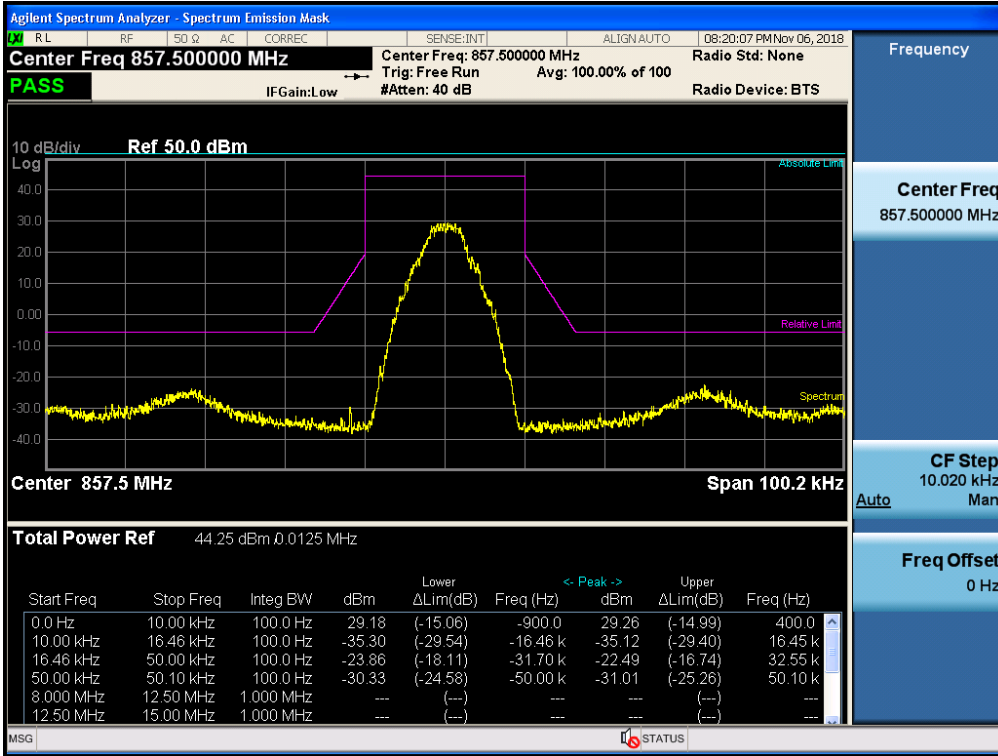 Agilent Spectrum Analyzer - Spectrum Emission Mask
LXI RL RF 50 Ω AC CORREC SENSE:INT ALIGNAUTO 08:20:07 PM Nov 06, 2018
Center Freq 857.500000 MHz
Center Freq: 857.500000 MHz Radio Std: None
Trig: Free Run Avg: 100.00% of 100
PASS IFGain:Low #Atten: 40 dB Radio Device: BTS
10 dB/div Ref 50.0 dBm
Log
Absolute Limit
40.0
30.0
20.0
10.0
0.00
Relative Limit
-10.0
-20.0
-30.0
Spectrum
-40.0
Center 857.5 MHz Span 100.2 kHz
Total Power Ref 44.25 dBm / 0.0125 MHz
Lower <- Peak -> Upper
Start Freq Stop Freq Integ BW dBm ΔLim(dB) Freq (Hz) dBm ΔLim(dB) Freq (Hz)
0.0 Hz 10.00 kHz 100.0 Hz 29.18 (-15.06) -900.0 29.26 (-14.99) 400.0
10.00 kHz 16.46 kHz 100.0 Hz -35.30 (-29.54) -16.46 k -35.12 (-29.40) 16.45 k
16.46 kHz 50.00 kHz 100.0 Hz -23.86 (-18.11) -31.70 k -22.49 (-16.74) 32.55 k
50.00 kHz 50.10 kHz 100.0 Hz -30.33 (-24.58) -50.00 k -31.01 (-25.26) 50.10 k
8.000 MHz 12.50 MHz 1.000 MHz --- (---) --- --- (---) ---
12.50 MHz 15.00 MHz 1.000 MHz --- (---) --- --- (---) ---
MSG STATUS
Frequency
Center Freq
857.500000 MHz
CF Step
10.020 kHz
Auto Man
Freq Offset
0 Hz